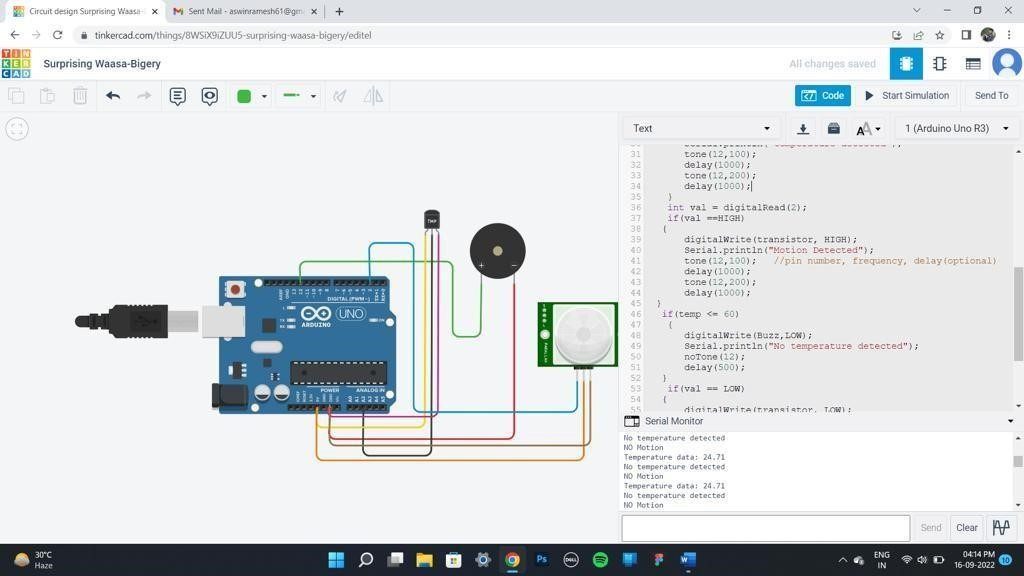 Circuit design Surprising Waasa-
Sent Mail - aswinramesh61@gm
tinkercad.com/things/8WSiX9iZUU5-surprising-waasa-bigery/editel
TIN
KER
CAD
Surprising Waasa-Bigery
All changes saved
Code
Start Simulation
Send To
Text
1 (Arduino Uno R3)
31 tone(12,100);
32 delay(1000);
33 tone(12,200);
34 delay(1000);
35 }
36 int val = digitalRead(2);
37 if(val ==HIGH)
38 {
39 digitalWrite(transistor, HIGH);
40 Serial.println("Motion Detected");
41 tone(12,100); //pin number, frequency, delay(optional)
42 delay(1000);
43 tone(12,200);
44 delay(1000);
45 }
46 if(temp <= 60)
47 {
48 digitalWrite(Buzz,LOW);
49 Serial.println("No temperature detected");
50 noTone(12);
51 delay(500);
52 }
53 if(val == LOW)
54 {
55 digitalWrite(transistor, LOW);
TMP
DIGITAL (PWM~)
ARDUINO
UNO
POWER
ANALOG IN
Serial Monitor
No temperature detected
NO Motion
Temperature data: 24.71
No temperature detected
NO Motion
Temperature data: 24.71
No temperature detected
NO Motion
Send
Clear
30°C
Haze
ENG
IN
04:14 PM
16-09-2022
10